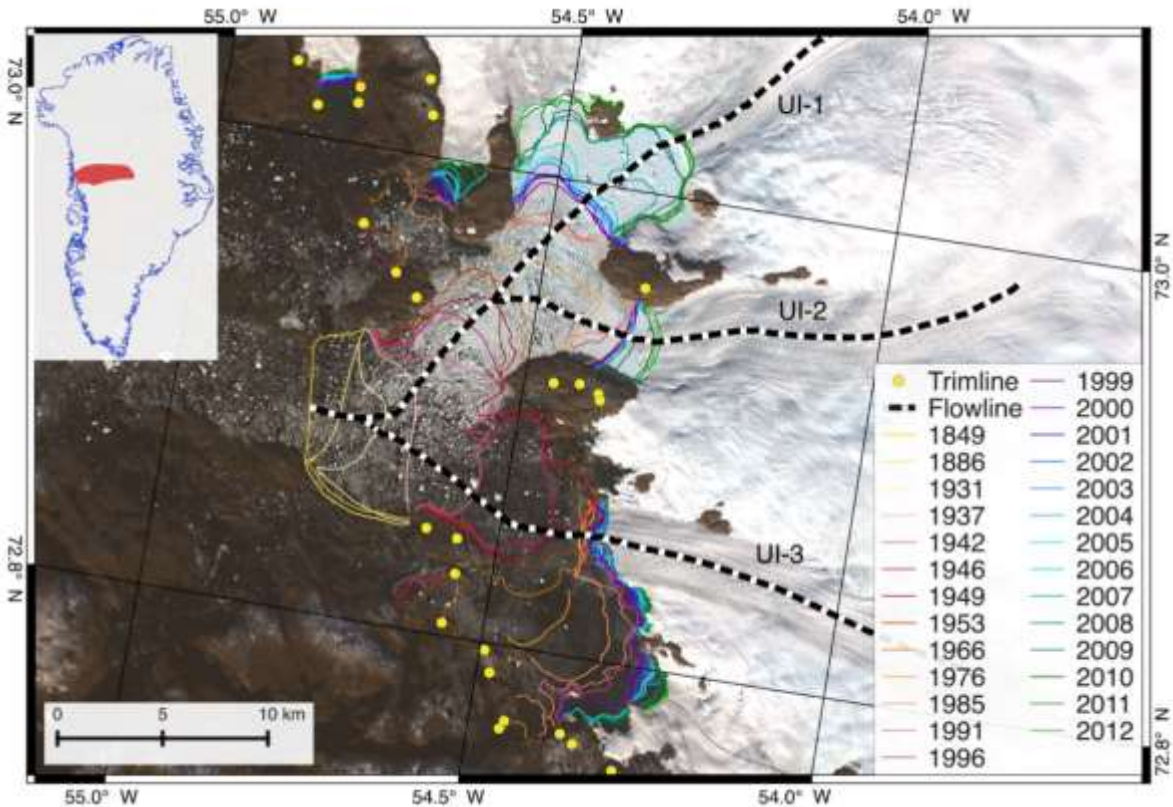 55.0° W
54.5° W
54.0° W
73.0° N
UI-1
73.0° N
UI-2
Trimline
Flowline
1849
1886
1931
1937
1942
1946
1949
1953
1966
1976
1985
1991
1996
1999
2000
2001
2002
2003
2004
2005
2006
2007
2008
2009
2010
2011
2012
UI-3
72.8° N
72.8° N
0 5 10 km
55.0° W
54.5° W
54.0° W